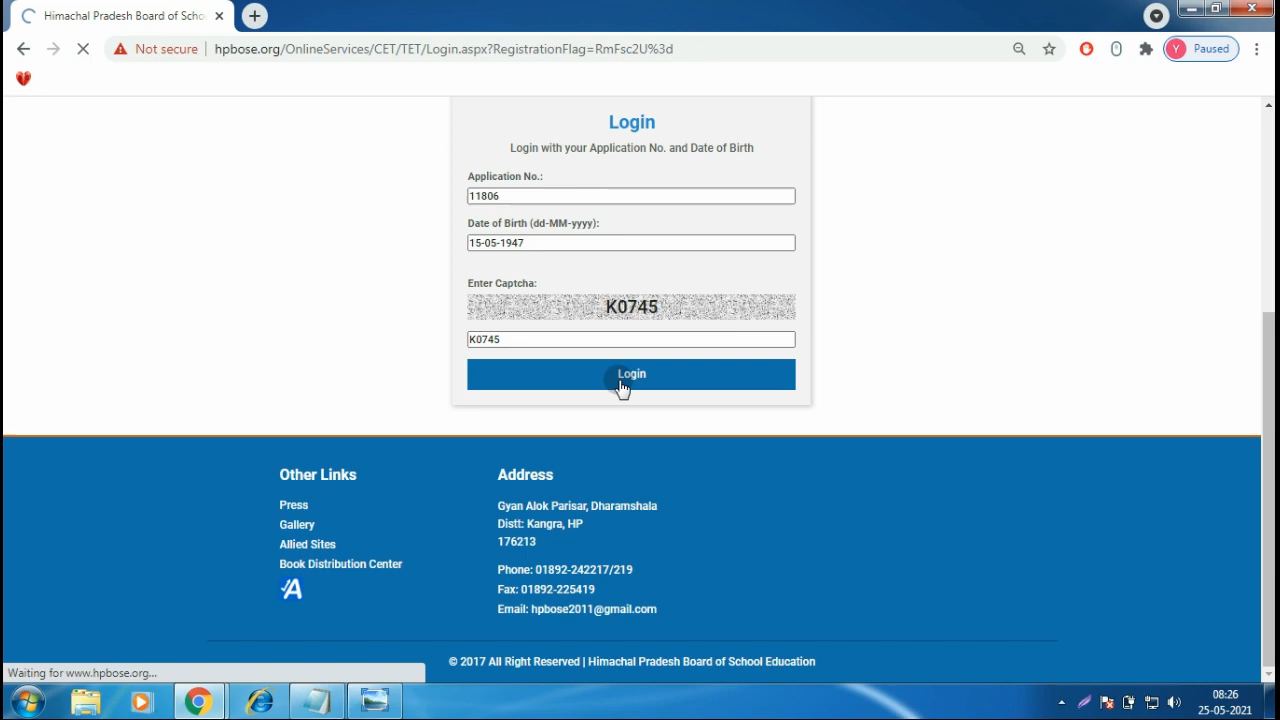 Himachal Pradesh Board of Scho
Not secure
hpbose.org/OnlineServices/CET/TET/Login.aspx?RegistrationFlag=RmFsc2U%3d
Y
Paused
Login
Login with your Application No. and Date of Birth
Application No.:
11806
Date of Birth (dd-MM-yyyy):
15-05-1947
Enter Captcha:
K0745
K0745
Login
Other Links
Press
Gallery
Allied Sites
Book Distribution Center
Address
Gyan Alok Parisar, Dharamshala
Distt: Kangra, HP
176213
Phone: 01892-242217/219
Fax: 01892-225419
Email: hpbose2011@gmail.com
© 2017 All Right Reserved | Himachal Pradesh Board of School Education
Waiting for www.hpbose.org...
08:26
25-05-2021